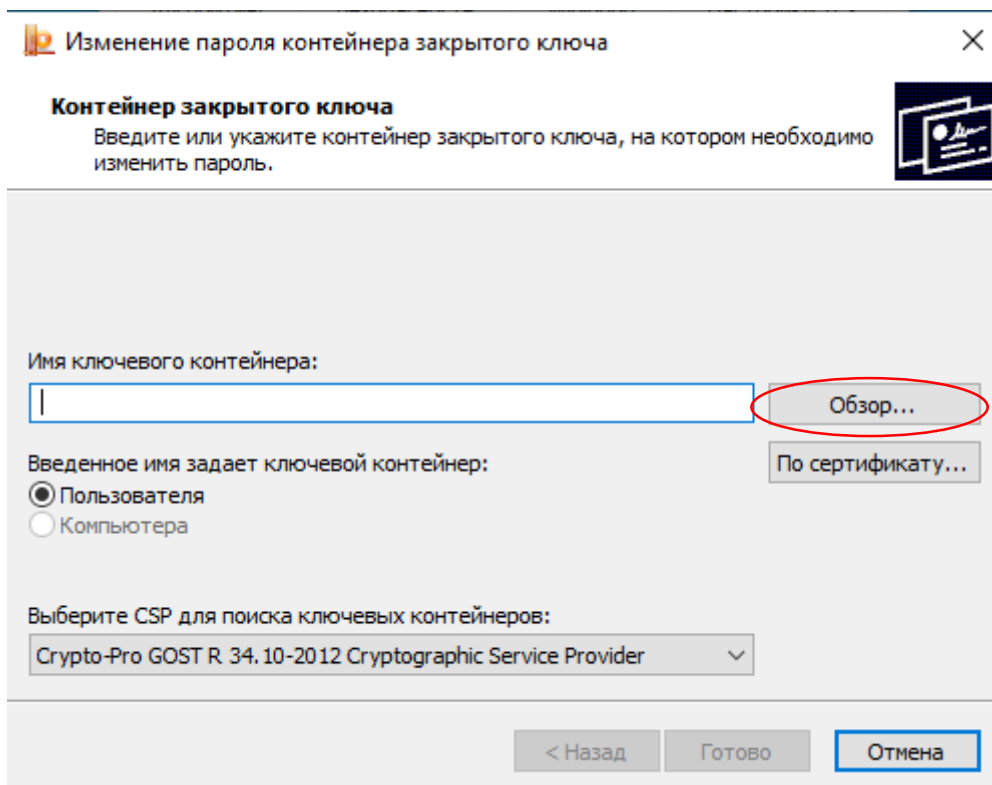 Изменение пароля контейнера закрытого ключа
Контейнер закрытого ключа
Введите или укажите контейнер закрытого ключа, на котором необходимо
изменить пароль.
Имя ключевого контейнера:
Обзор...
Введенное имя задает ключевой контейнер:
По сертификату...
Пользователя
Компьютера
Выберите CSP для поиска ключевых контейнеров:
Crypto-Pro GOST R 34.10-2012 Cryptographic Service Provider
< Назад
Готово
Отмена